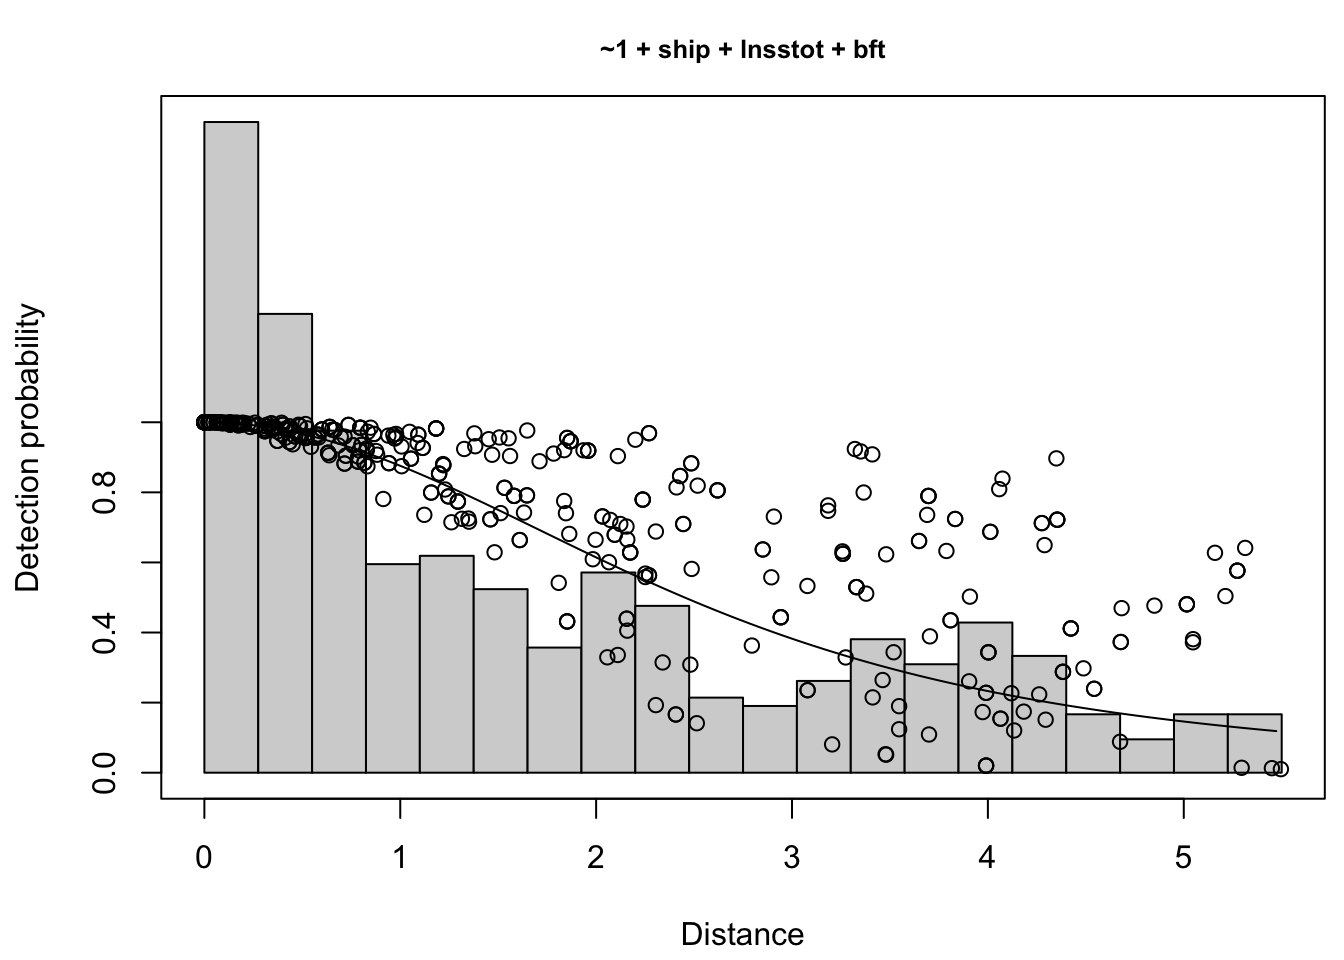 ~1 + ship + lnsstot + bft
Detection probability
0.8
0.4
0.0
0 1 2 3 4 5
Distance